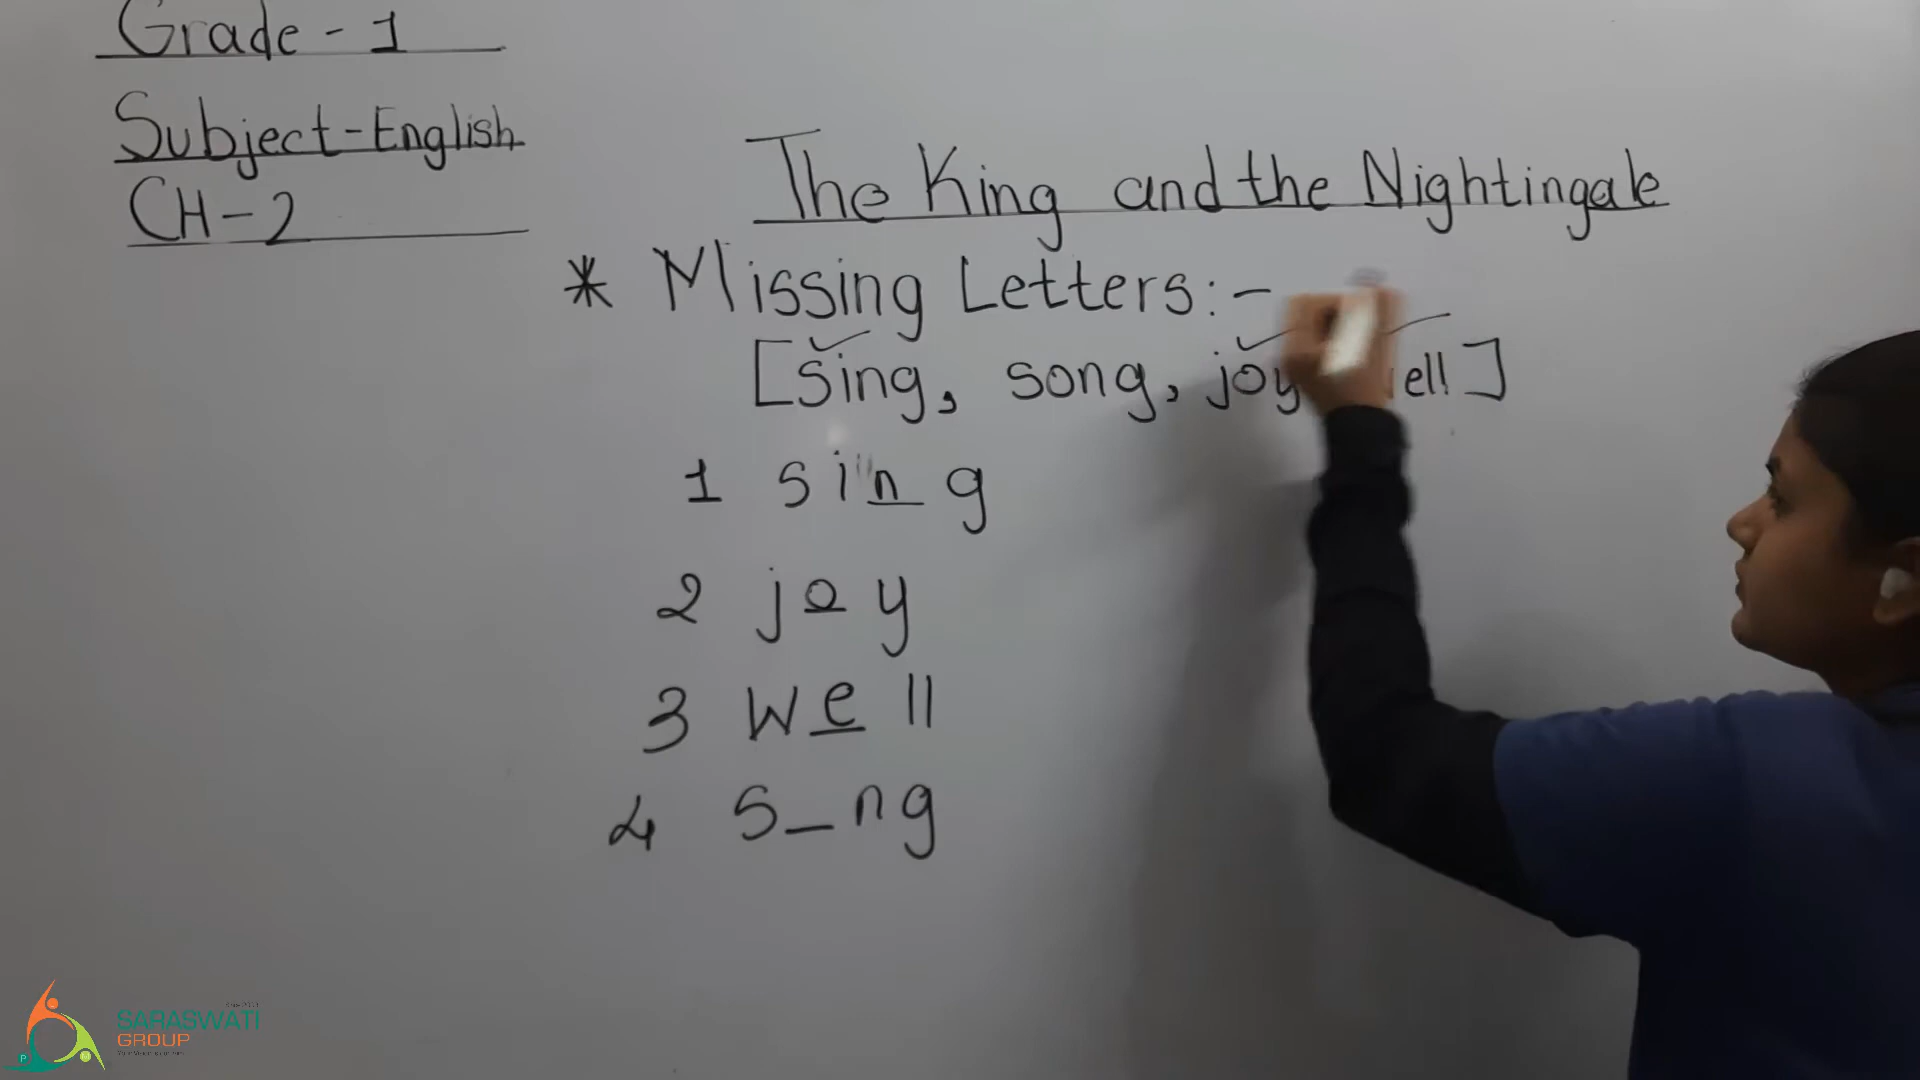 Grade - 1
Subject-English
CH-2
The King and the Nightingale
* Missing Letters:-
[sing, song, joy, ell]
1 sing
2 joy
3 well
4 s_ng
SARASWATI
GROUP